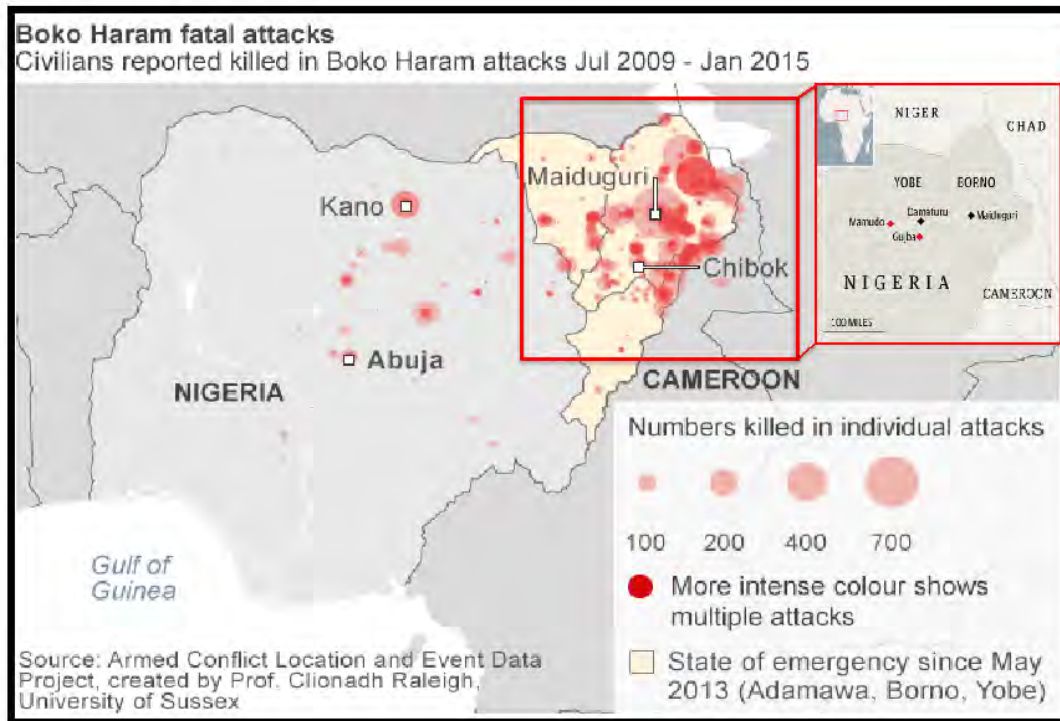 Boko Haram fatal attacks
Civilians reported killed in Boko Haram attacks Jul 2009 - Jan 2015
NIGER
CHAD
YOBE
BORNO
Mamudo
Damaturu
Maiduguri
Gujba
NIGERIA
CAMEROON
100 MILES
Maiduguri
Kano
Chibok
Abuja
NIGERIA
CAMEROON
Gulf of
Guinea
Numbers killed in individual attacks
100 200 400 700
More intense colour shows
multiple attacks
State of emergency since May
2013 (Adamawa, Borno, Yobe)
Source: Armed Conflict Location and Event Data
Project, created by Prof. Clionadh Raleigh,
University of Sussex